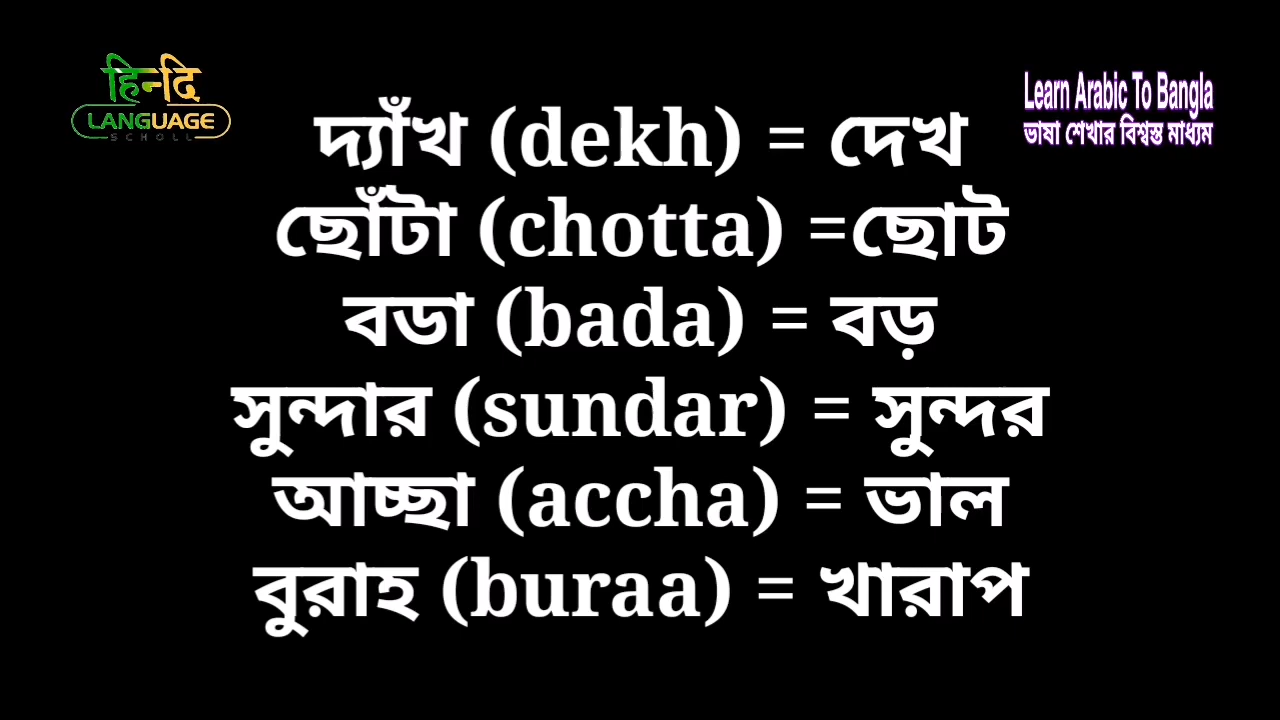 हिन्दि
LANGUAGE
SCHOLL
Learn Arabic To Bangla
ভাষা শেখার বিশ্বস্ত মাধ্যম
দ্যাঁখ (dekh) = দেখ
ছোঁটা (chotta) =ছোট
বডা (bada) = বড়
সুন্দার (sundar) = সুন্দর
আচ্ছা (accha) = ভাল
বুরাহ (buraa) = খারাপ